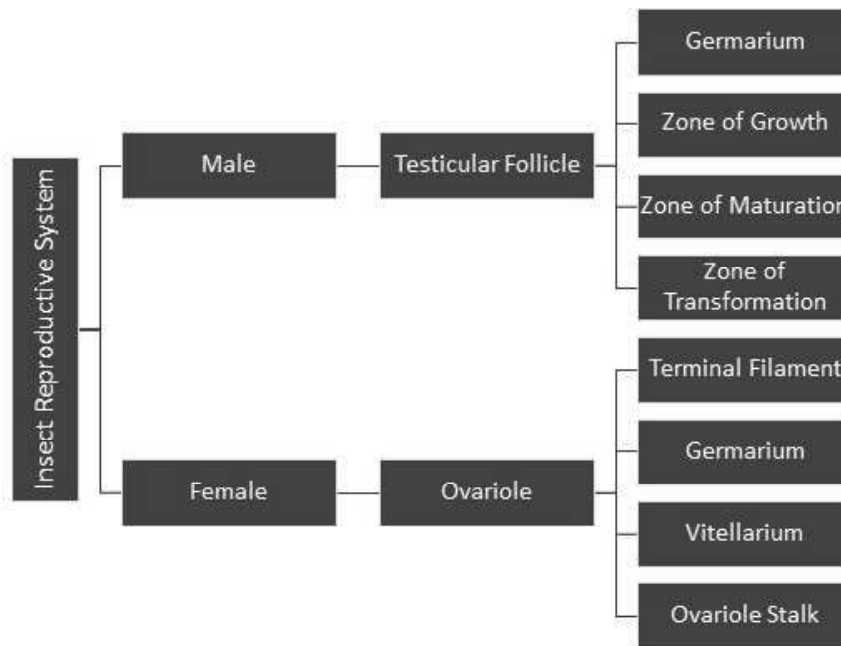 Insect Reproductive System
Male
Testicular Follicle
Germarium
Zone of Growth
Zone of Maturation
Zone of
Transformation
Female
Ovariole
Terminal Filament
Germarium
Vitellarium
Ovariole Stalk